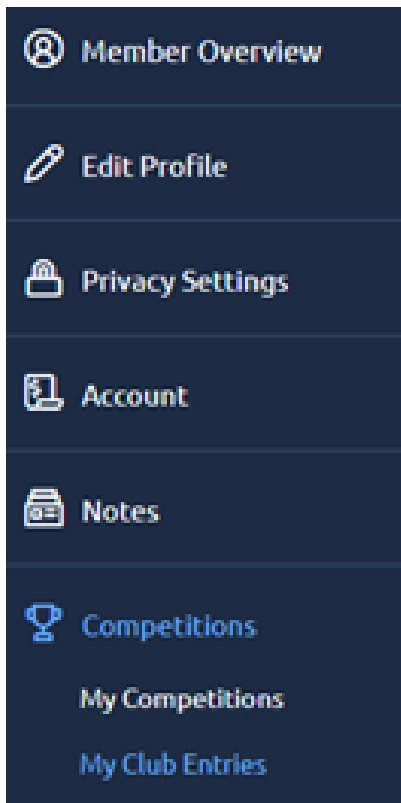 Member Overview
Edit Profile
Privacy Settings
Account
Notes
Competitions
My Competitions
My Club Entries